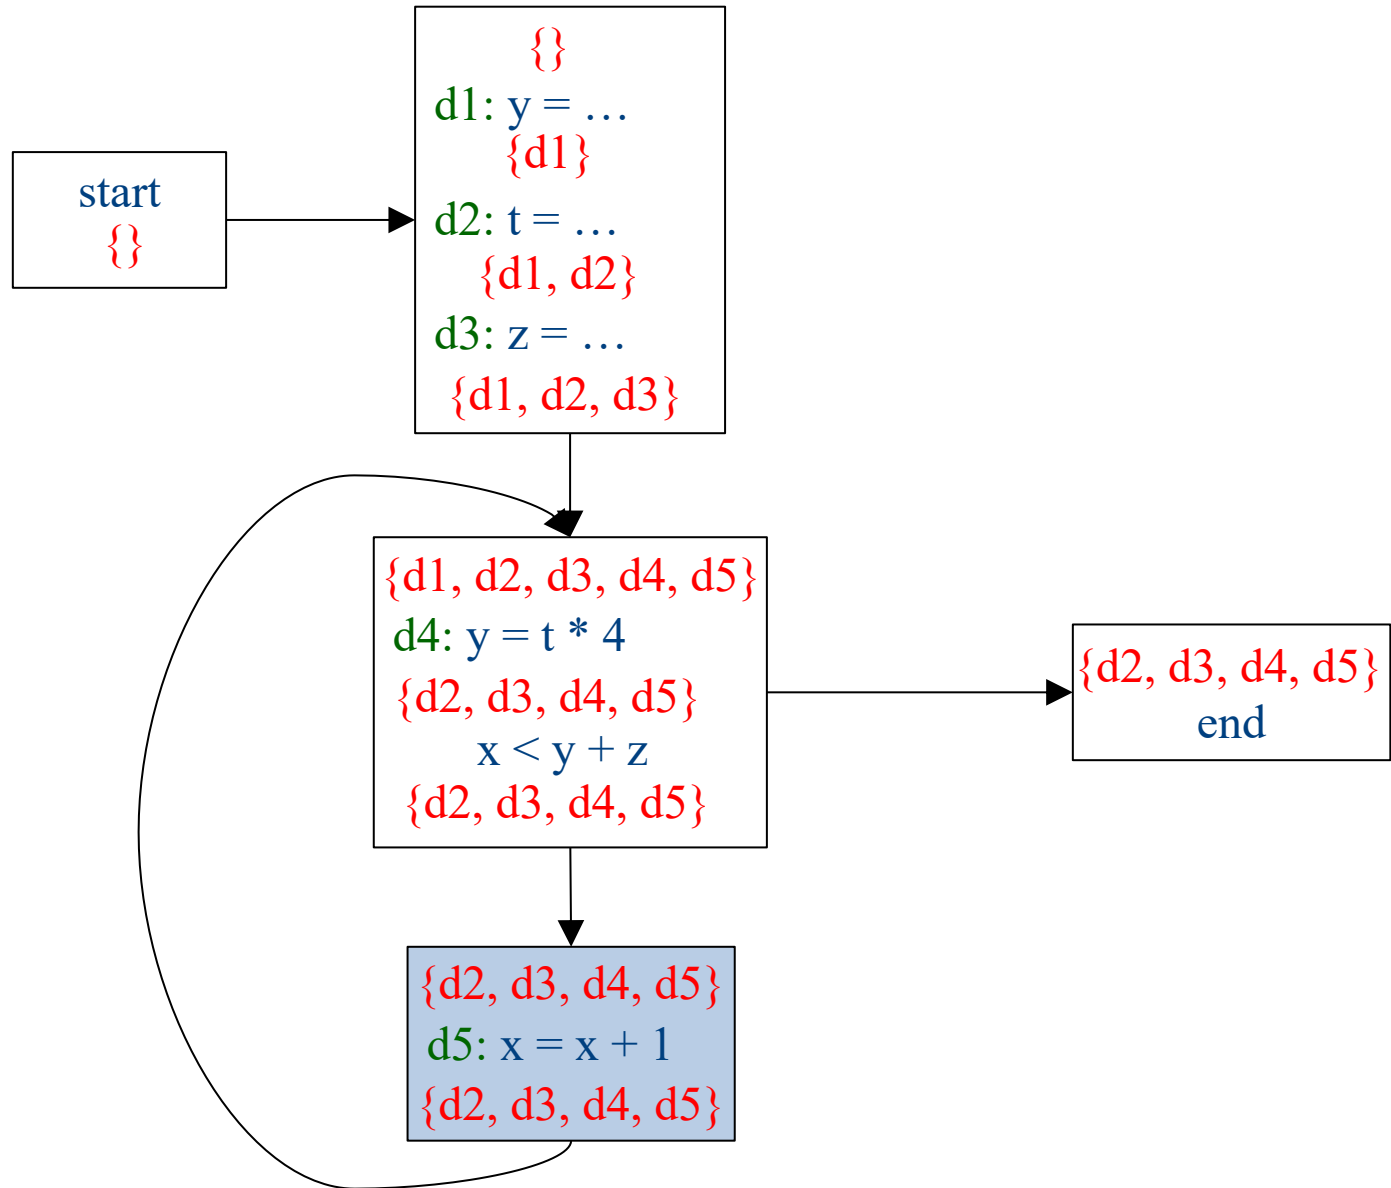 start
{}
{}
d1: y = …
{d1}
d2: t = …
{d1, d2}
d3: z = …
{d1, d2, d3}
{d1, d2, d3, d4, d5}
d4: y = t * 4
{d2, d3, d4, d5}
x < y + z
{d2, d3, d4, d5}
{d2, d3, d4, d5}
end
{d2, d3, d4, d5}
d5: x = x + 1
{d2, d3, d4, d5}